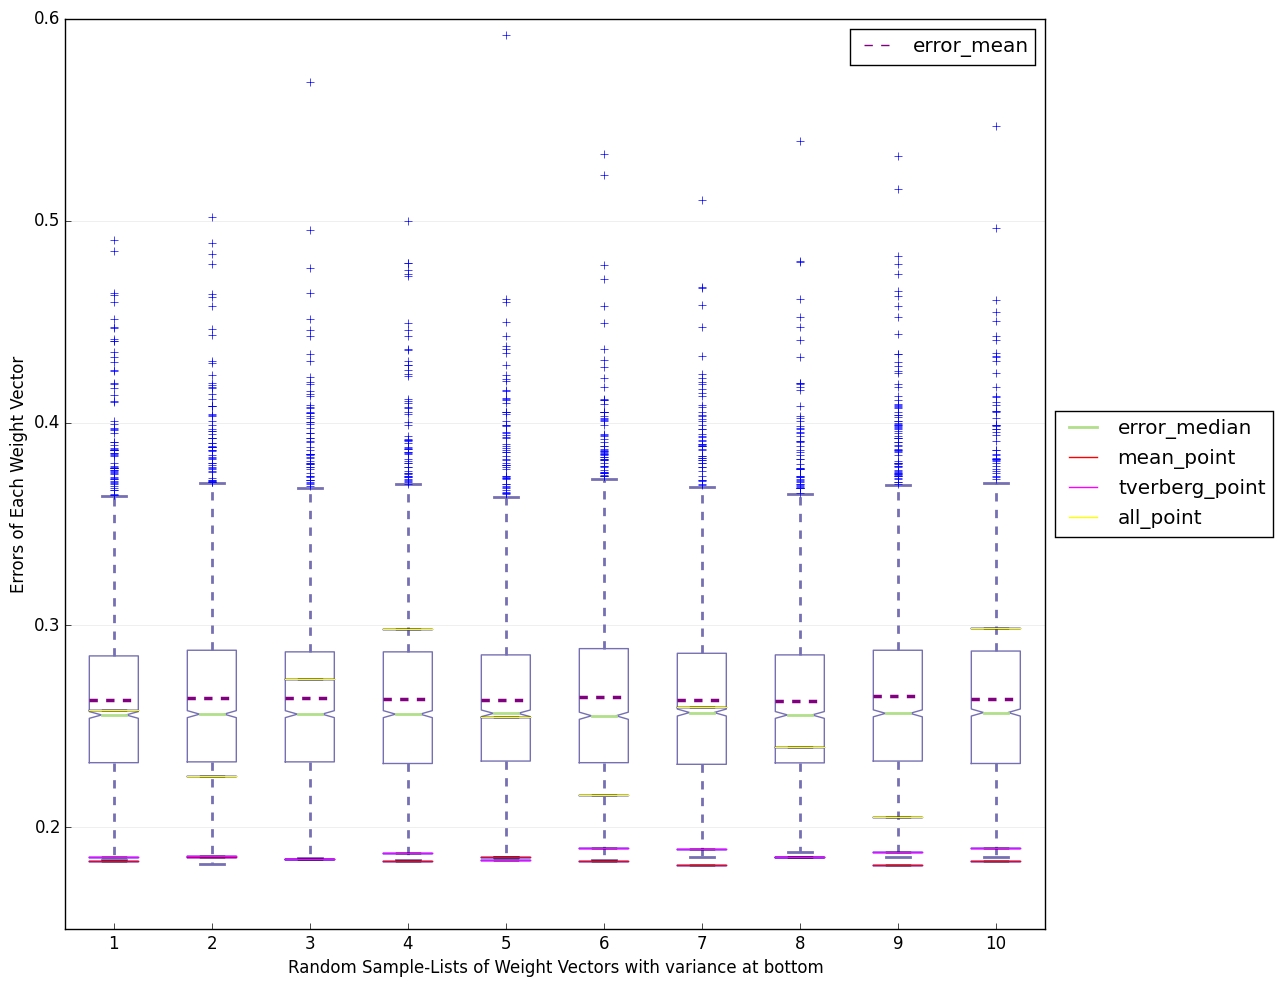 0.6
0.5
0.4
0.3
0.2
Errors of Each Weight Vector
error_mean
error_median
mean_point
tverberg_point
all_point
1 2 3 4 5 6 7 8 9 10
Random Sample-Lists of Weight Vectors with variance at bottom